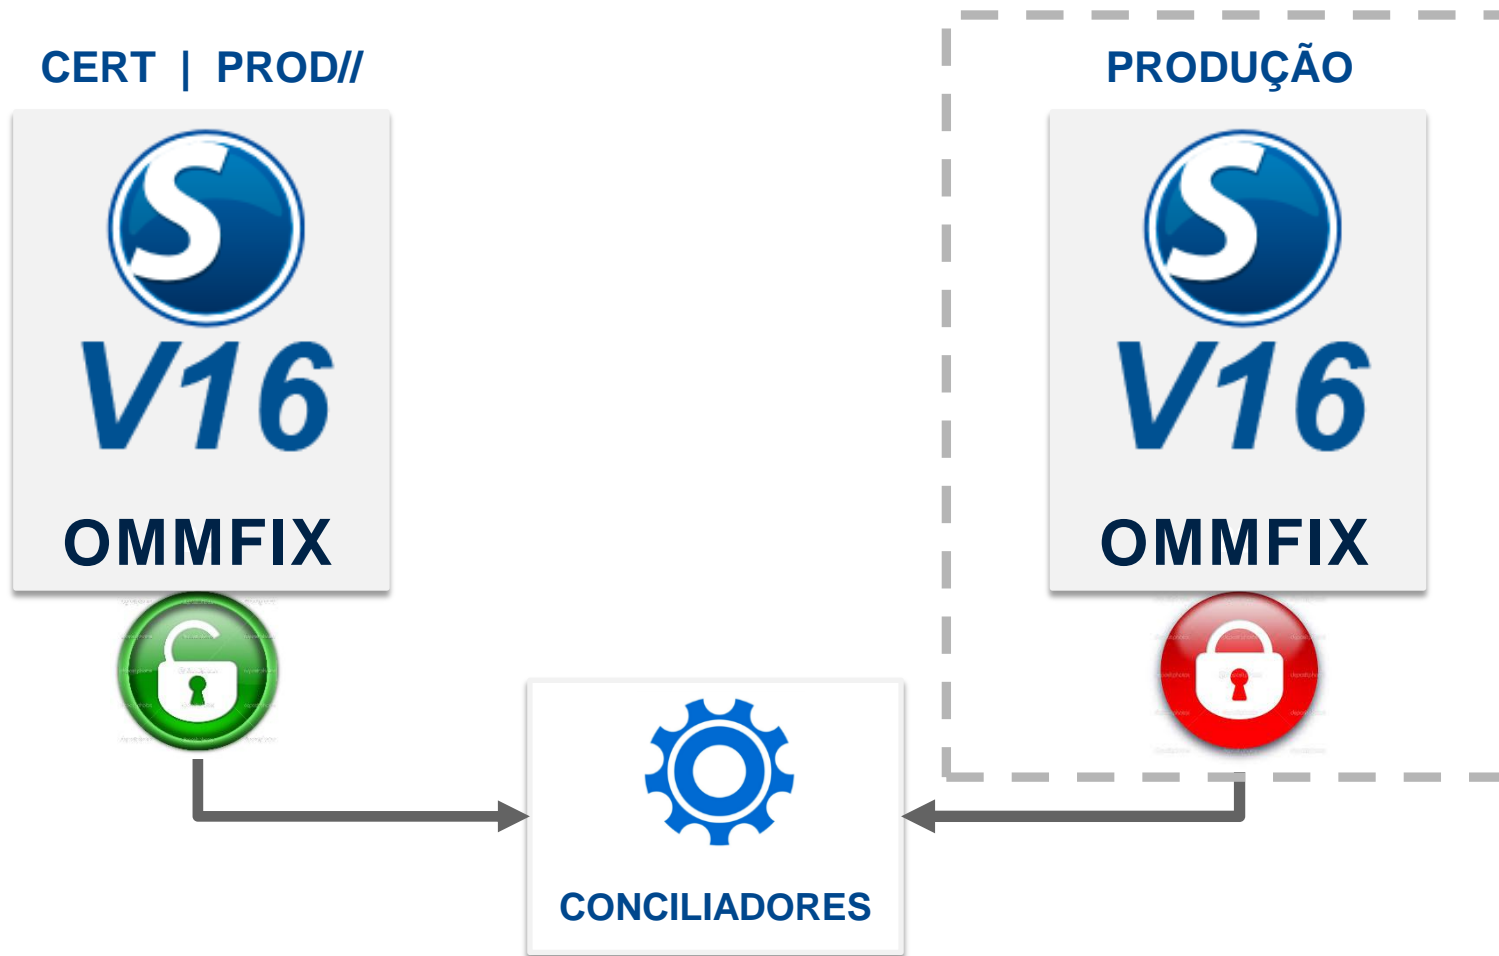 CERT | PROD//
PRODUÇÃO
S
V16
OMMFIX
S
V16
OMMFIX
CONCILIADORES